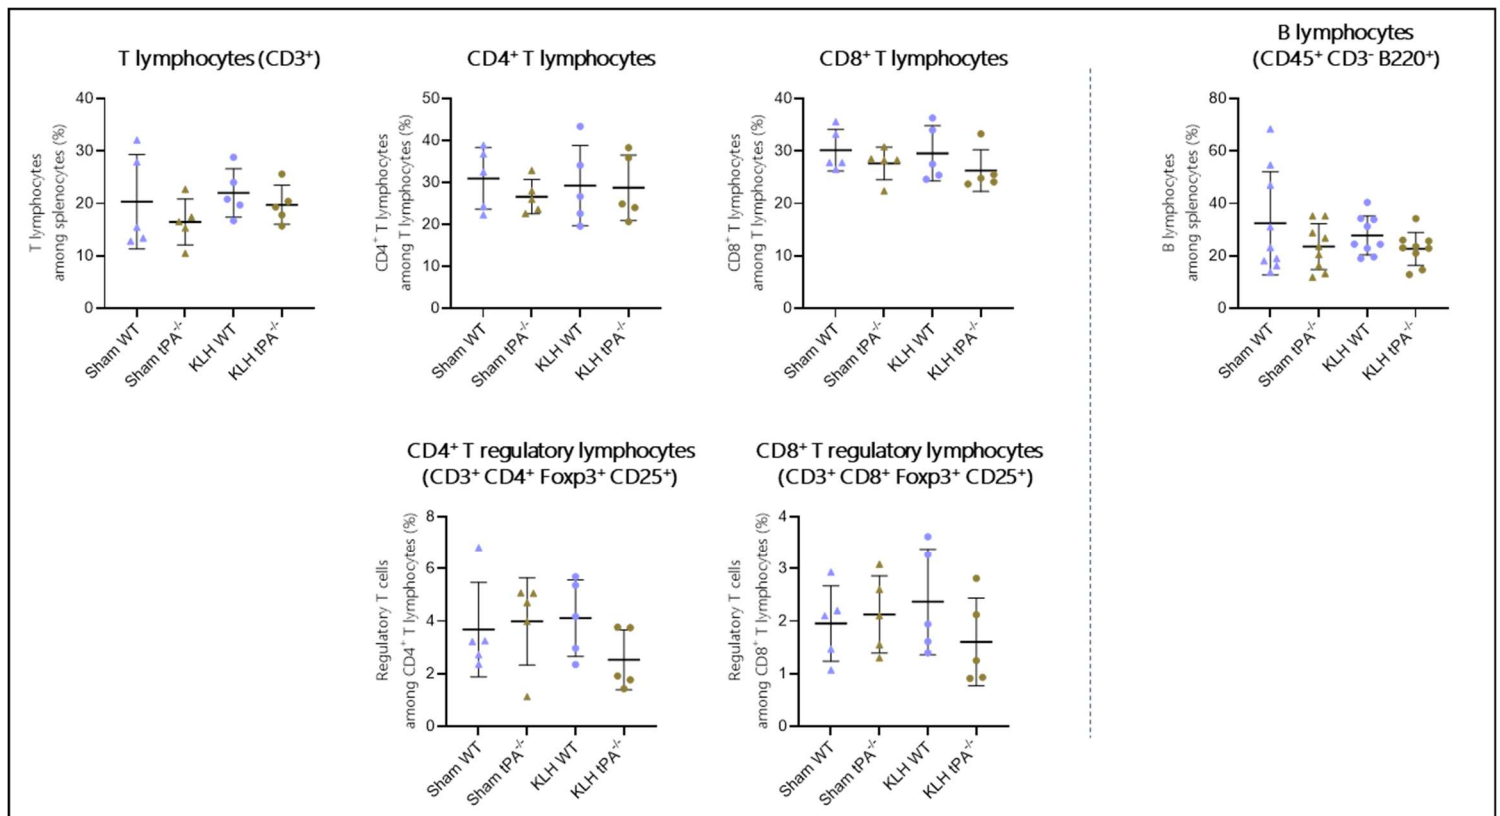 T lymphocytes (CD3⁺)
T lymphocytes
among splenocytes (%)
40
30
20
10
0
Sham WT
Sham tPA⁻/⁻
KLH WT
KLH tPA⁻/⁻
CD4⁺ T lymphocytes
CD4⁺ T lymphocytes
among T lymphocytes (%)
50
40
30
20
10
0
Sham WT
Sham tPA⁻/⁻
KLH WT
KLH tPA⁻/⁻
CD8⁺ T lymphocytes
CD8⁺ T lymphocytes
among T lymphocytes (%)
40
30
20
10
0
Sham WT
Sham tPA⁻/⁻
KLH WT
KLH tPA⁻/⁻
B lymphocytes
(CD45⁺ CD3⁻ B220⁺)
B lymphocytes
among splenocytes (%)
80
60
40
20
0
Sham WT
Sham tPA⁻/⁻
KLH WT
KLH tPA⁻/⁻
CD4⁺ T regulatory lymphocytes
(CD3⁺ CD4⁺ Foxp3⁺ CD25⁺)
Regulatory T cells
among CD4⁺ T lymphocytes (%)
8
6
4
2
0
Sham WT
Sham tPA⁻/⁻
KLH WT
KLH tPA⁻/⁻
CD8⁺ T regulatory lymphocytes
(CD3⁺ CD8⁺ Foxp3⁺ CD25⁺)
Regulatory T cells
among CD8⁺ T lymphocytes (%)
4
3
2
1
0
Sham WT
Sham tPA⁻/⁻
KLH WT
KLH tPA⁻/⁻